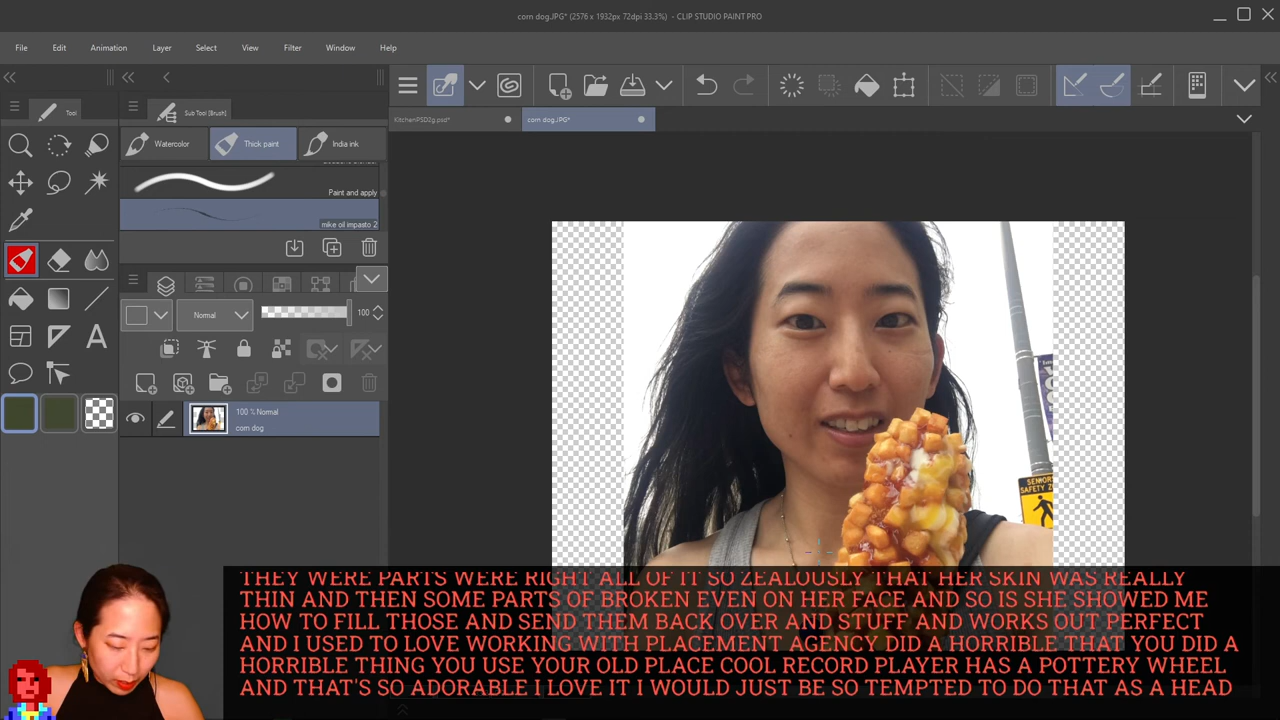 corn dog.JPG* (2576 x 1932px 72dpi 33.3%) - CLIP STUDIO PAINT PRO
File Edit Animation Layer Select View Filter Window Help
Tool
Sub Tool [Brush]
KitchenPSD2g.psd* corn dog.JPG*
Watercolor Thick paint India ink
Paint and apply
mike oil impasto 2
Normal 100
100 % Normal
corn dog
SENIORS
SAFETY ZONE
THEY WERE PARTS WERE RIGHT ALL OF IT SO ZEALOUSLY THAT HER SKIN WAS REALLY
THIN AND THEN SOME PARTS OF BROKEN EVEN ON HER FACE AND SO IS SHE SHOWED ME
HOW TO FILL THOSE AND SEND THEM BACK OVER AND STUFF AND WORKS OUT PERFECT
AND I USED TO LOVE WORKING WITH PLACEMENT AGENCY DID A HORRIBLE THAT YOU DID A
HORRIBLE THING YOU USE YOUR OLD PLACE COOL RECORD PLAYER HAS A POTTERY WHEEL
AND THAT'S SO ADORABLE I LOVE IT I WOULD JUST BE SO TEMPTED TO DO THAT AS A HEAD